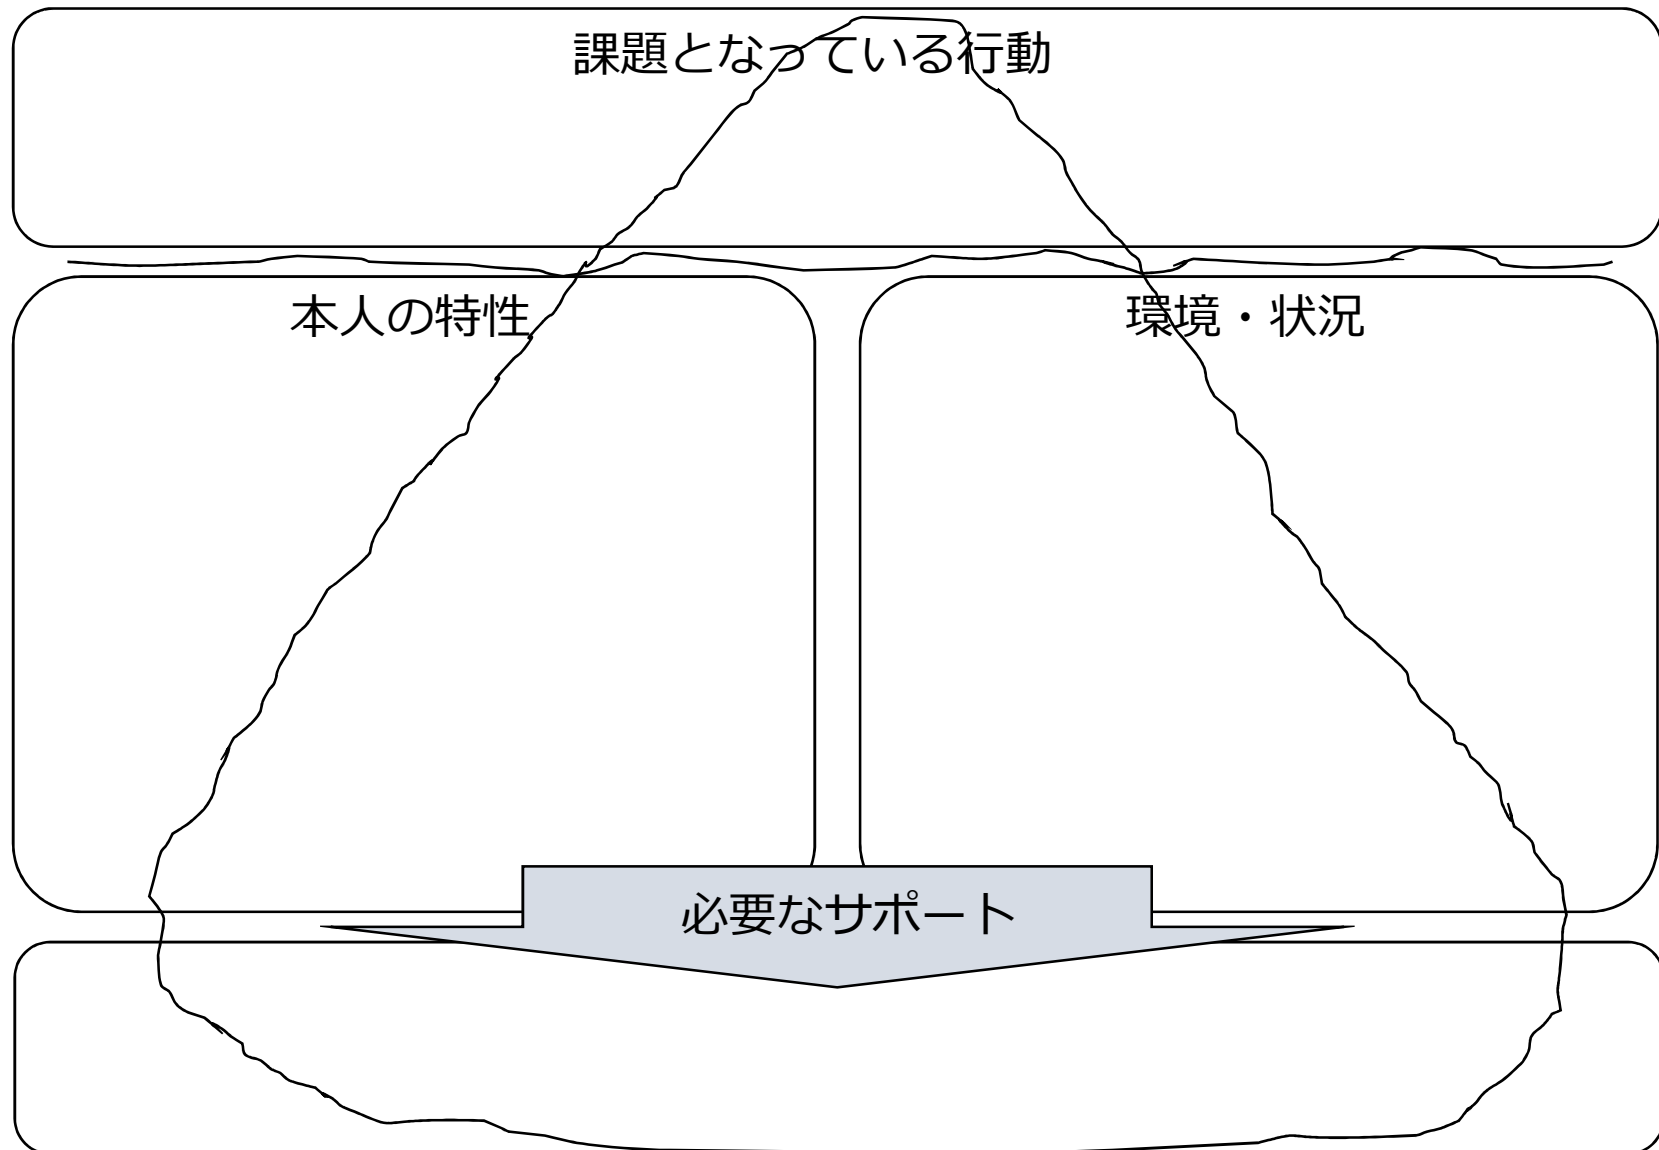 課題となっている行動
本人の特性
環境・状況
必要なサポート